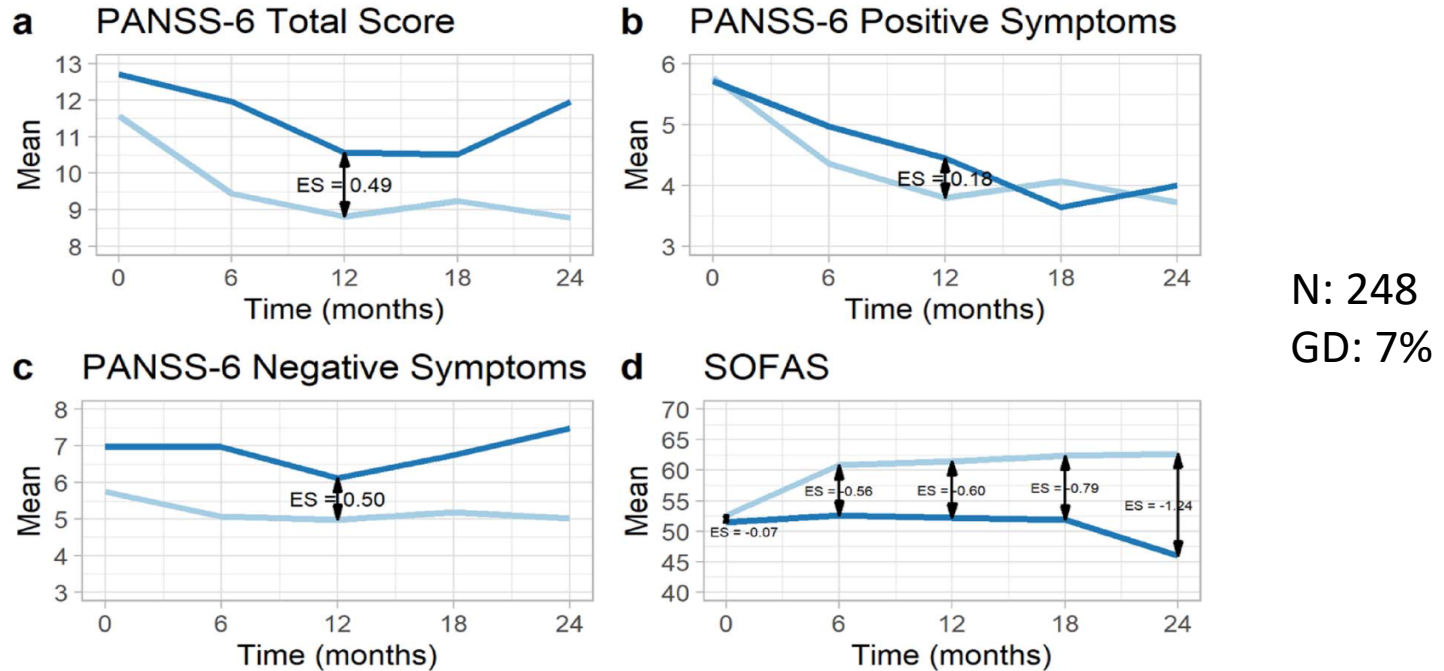 a PANSS-6 Total Score
13
12
11
10
9
8
Mean
ES = 0.49
0 6 12 18 24
Time (months)
b PANSS-6 Positive Symptoms
6
5
4
3
Mean
ES = 0.18
0 6 12 18 24
Time (months)
c PANSS-6 Negative Symptoms
8
7
6
5
4
3
Mean
ES = 0.50
0 6 12 18 24
Time (months)
d SOFAS
70
65
60
55
50
45
40
Mean
ES = -0.07
ES = -0.56
ES = -0.60
ES = -0.79
ES = -1.24
0 6 12 18 24
Time (months)
N: 248
GD: 7%